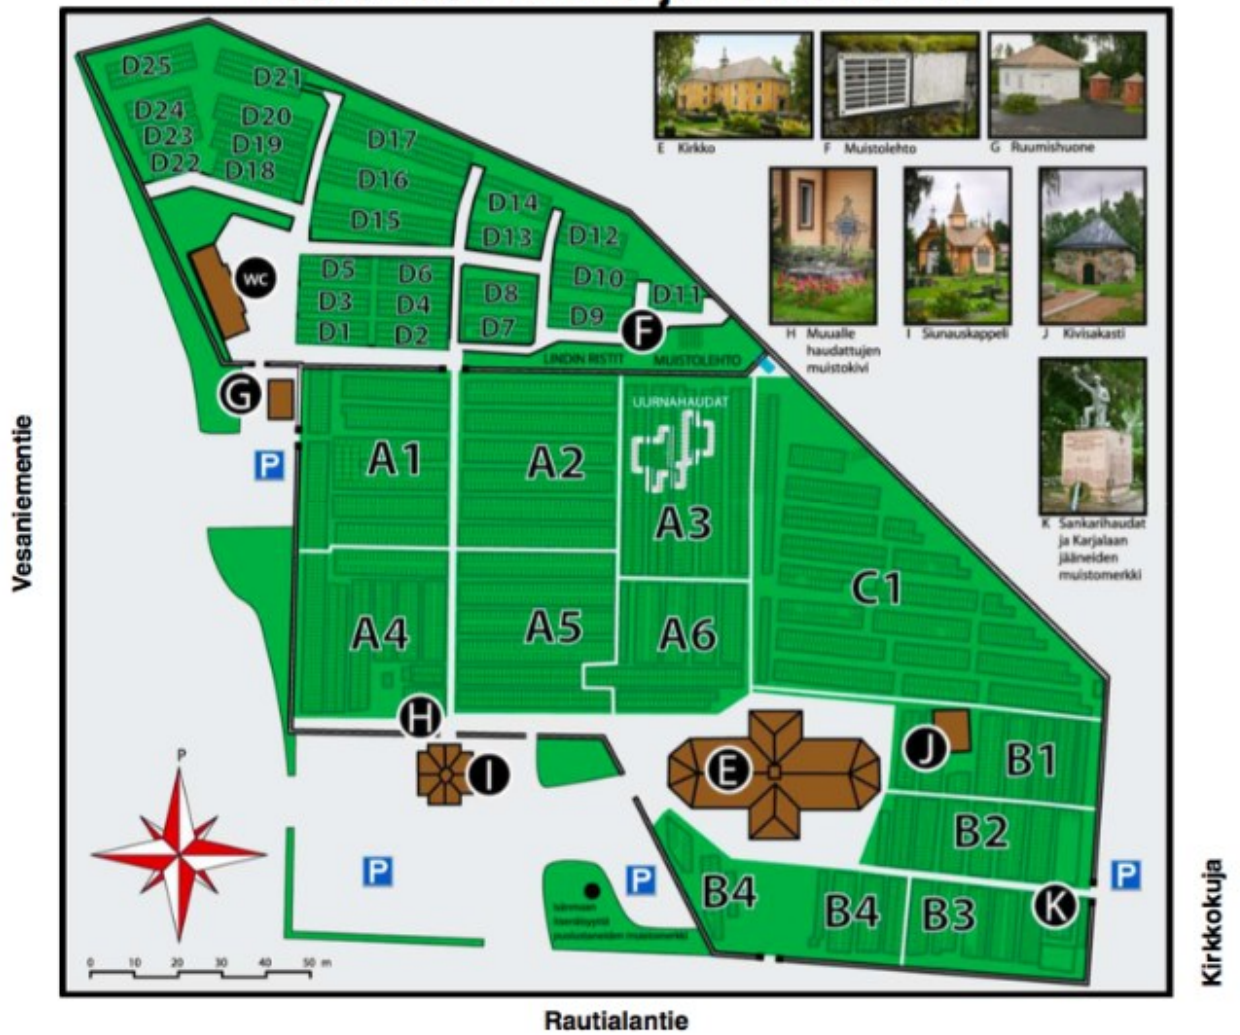 D25
D21
D24
D20
D23
D19
D22
D18
D17
D16
D15
D14
D13
D12
D10
D11
D9
D5
D6
D3
D4
D1
D2
D8
D7
WC
F
LINDIN RISTIT
MUISTOLEHTO
G
P
UURNAHAUDAT
A1
A2
A3
A4
A5
A6
C1
H
I
E
J
B1
B2
B4
B4
B3
K
P
P
P
P
0 10 20 30 40 50 m
E Kirkko
F Muistolehto
G Ruumishuone
H Muualle
haudattujen
muistokivi
I Siunauskappeli
J Kivisakasti
K Sankarihaudat
ja Karjalaan
jääneiden
muistomerkki
Vesaniementie
Kirkkokuja
Rautialantie